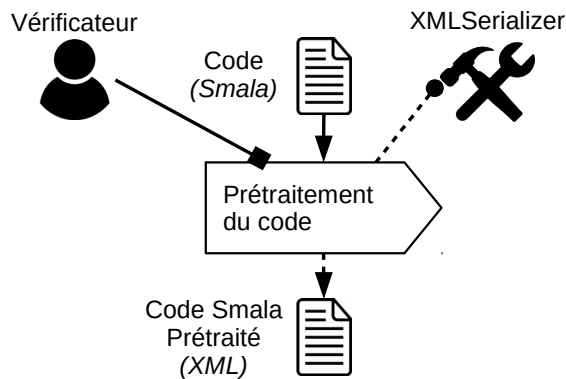 Vérificateur
XMLSerializer
Code
(Smala)
Prétraitement
du code
Code Smala
Prétraité
(XML)